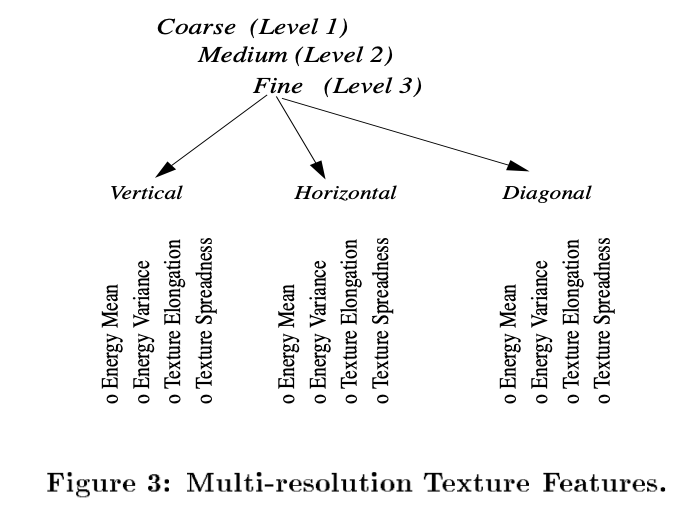 Coarse (Level 1)
Medium (Level 2)
Fine (Level 3)
Vertical
Horizontal
Diagonal
o Energy Mean
o Energy Variance
o Texture Elongation
o Texture Spreadness
o Energy Mean
o Energy Variance
o Texture Elongation
o Texture Spreadness
o Energy Mean
o Energy Variance
o Texture Elongation
o Texture Spreadness
Figure 3: Multi-resolution Texture Features.